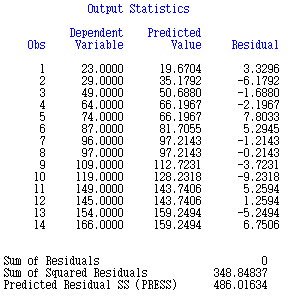 Output Statistics
Dependent Predicted
Obs Variable Value Residual
1 23.0000 19.6704 3.3296
2 29.0000 35.1792 -6.1792
3 49.0000 50.6880 -1.6880
4 64.0000 66.1967 -2.1967
5 74.0000 66.1967 7.8033
6 87.0000 81.7055 5.2945
7 96.0000 97.2143 -1.2143
8 97.0000 97.2143 -0.2143
9 109.0000 112.7231 -3.7231
10 119.0000 128.2318 -9.2318
11 149.0000 143.7406 5.2594
12 145.0000 143.7406 1.2594
13 154.0000 159.2494 -5.2494
14 166.0000 159.2494 6.7506
Sum of Residuals 0
Sum of Squared Residuals 348.84837
Predicted Residual SS (PRESS) 486.01634